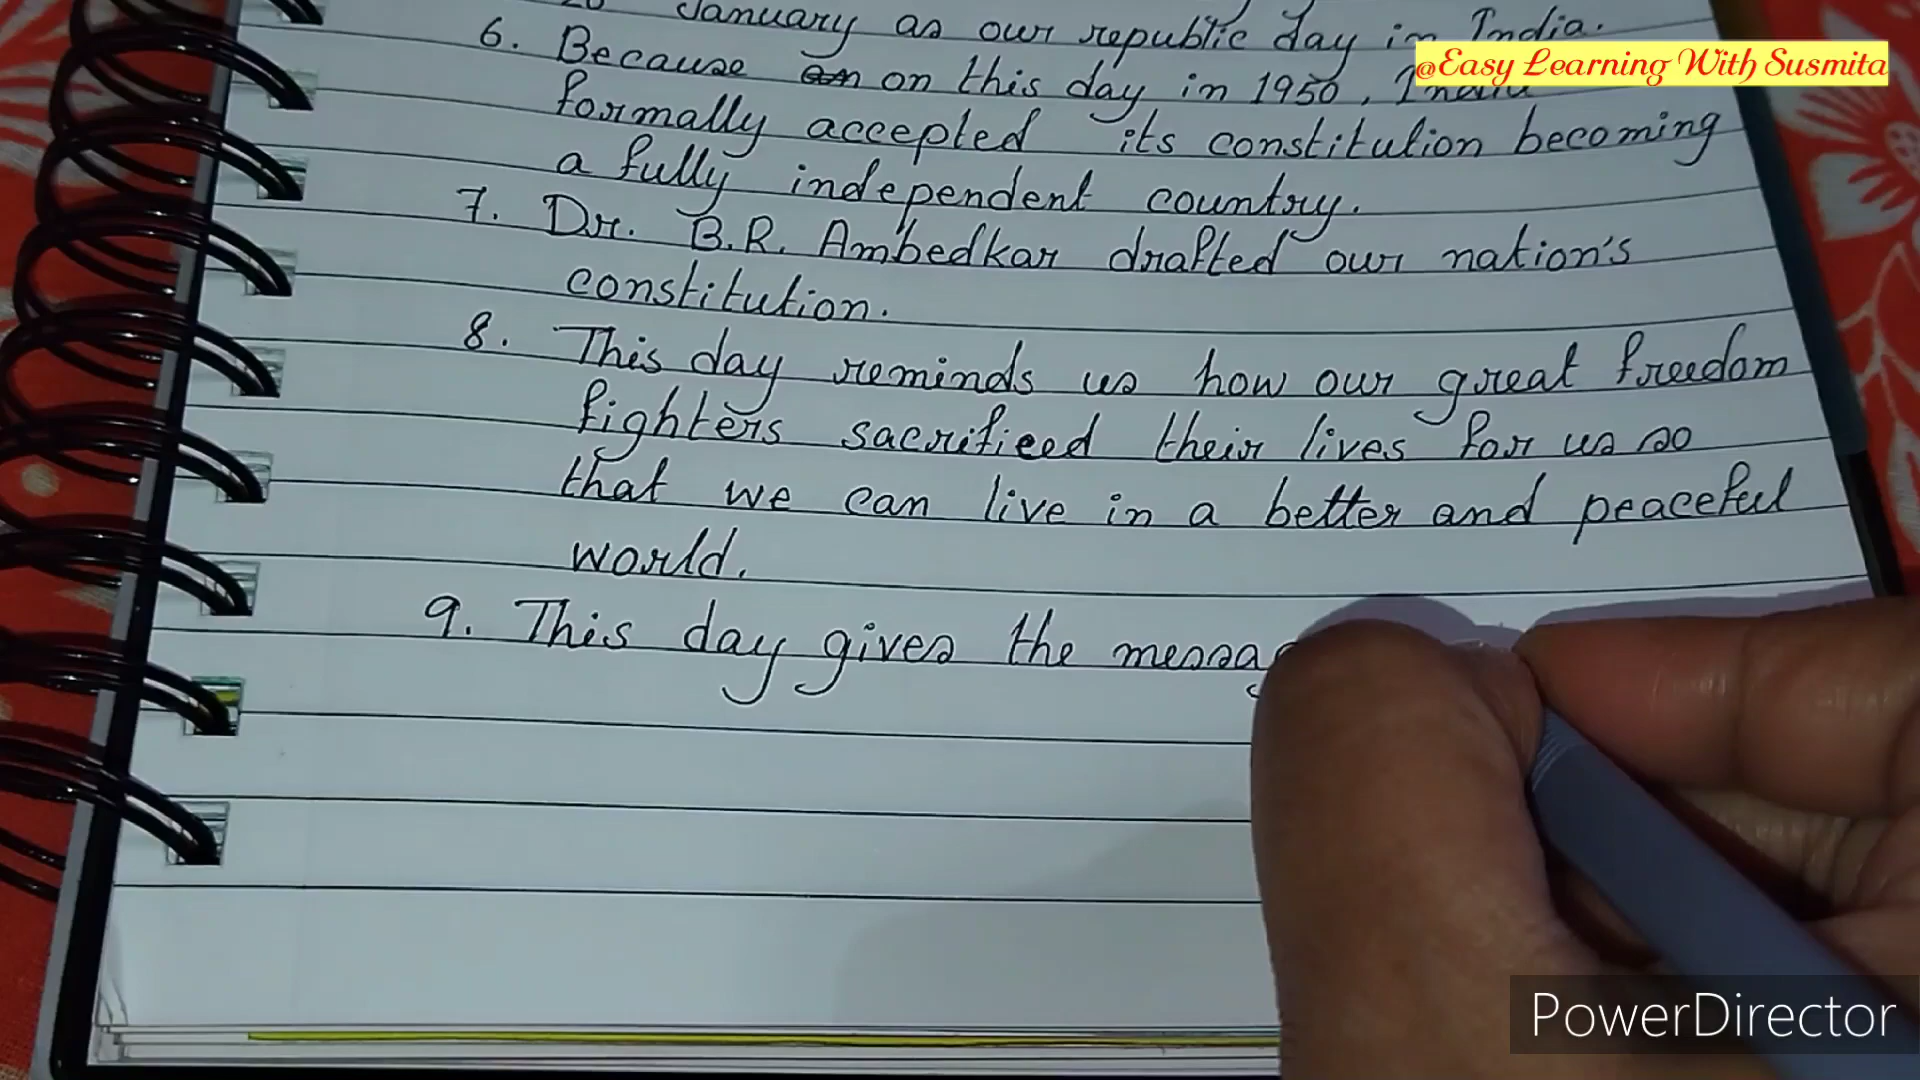 January as our republic day in India.
@Easy Learning With Susmita
6. Because on on this day in 1950, India
formally accepted its constitution becoming
a fully independent country.
7. Dr. B.R. Ambedkar drafted our nation's
constitution.
8. This day reminds us how our great freedom
fighters sacrificed their lives for us so
that we can live in a better and peaceful
world.
9. This day gives the
PowerDirector